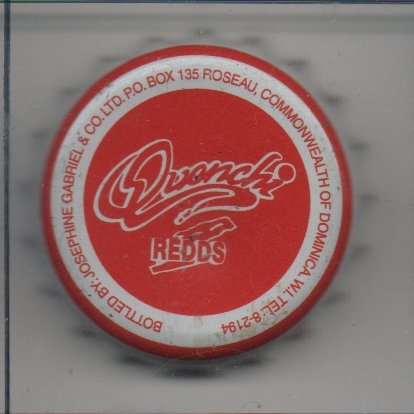 Quenchi
REDDS
BOTTLED BY: JOSEPHINE GABRIEL & CO. LTD. P.O. BOX 135 ROSEAU, COMMONWEALTH OF DOMINICA, W.I. TEL: 8-2194